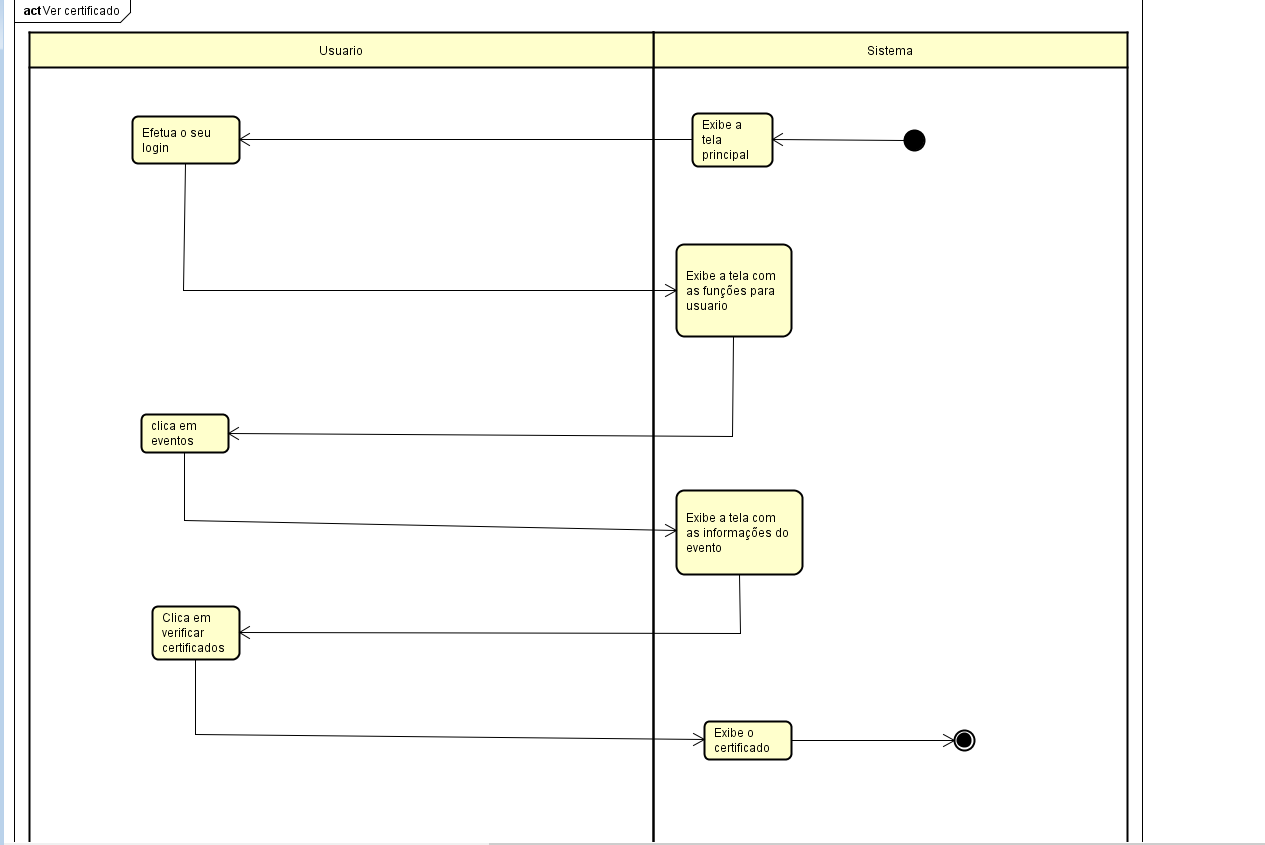 act Ver certificado
Usuario
Sistema
Efetua o seu
login
Exibe a
tela
principal
Exibe a tela com
as funções para
usuario
clica em
eventos
Exibe a tela com
as informações do
evento
Clica em
verificar
certificados
Exibe o
certificado